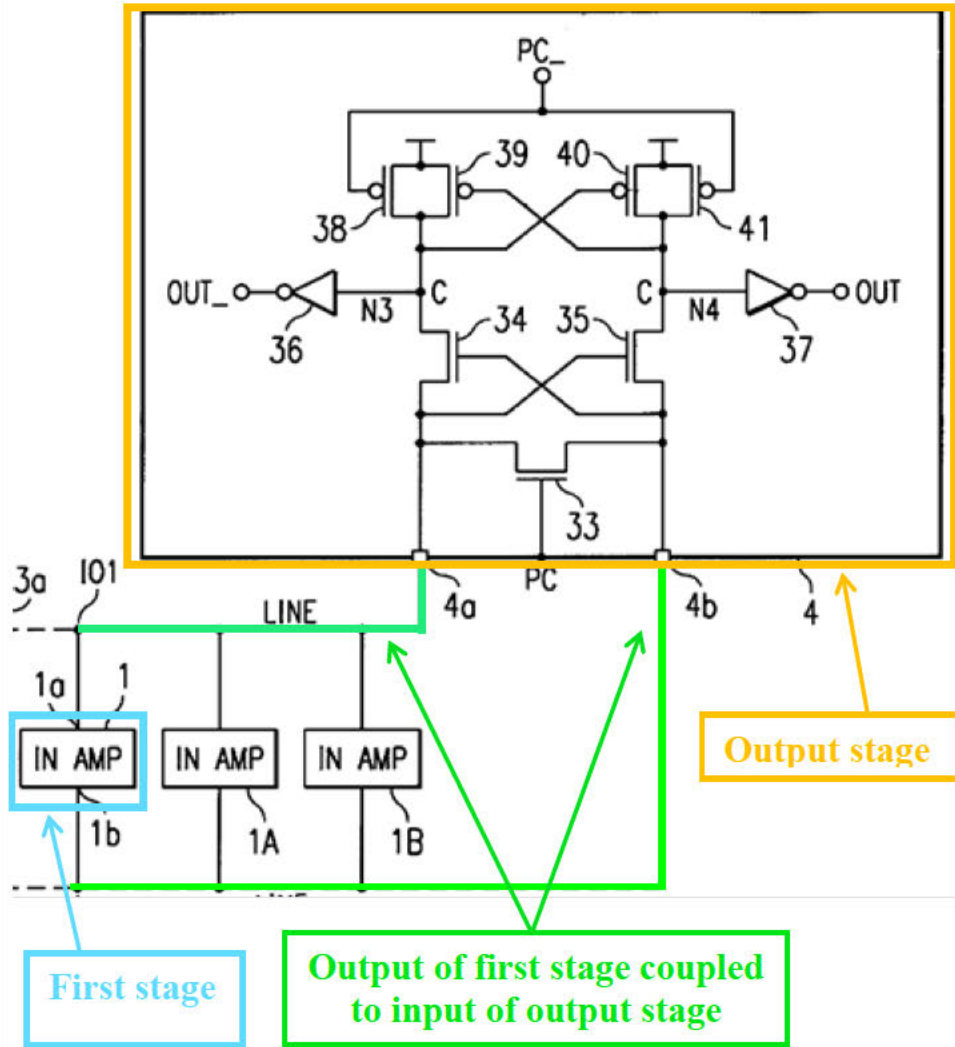 PC_
39
40
38
41
OUT_
N3
C
C
N4
OUT
36
34
35
37
33
4a
PC
4b
4
3a
IO1
LINE
1a
1
IN AMP
IN AMP
IN AMP
1b
1A
1B
Output stage
First stage
Output of first stage coupled
to input of output stage